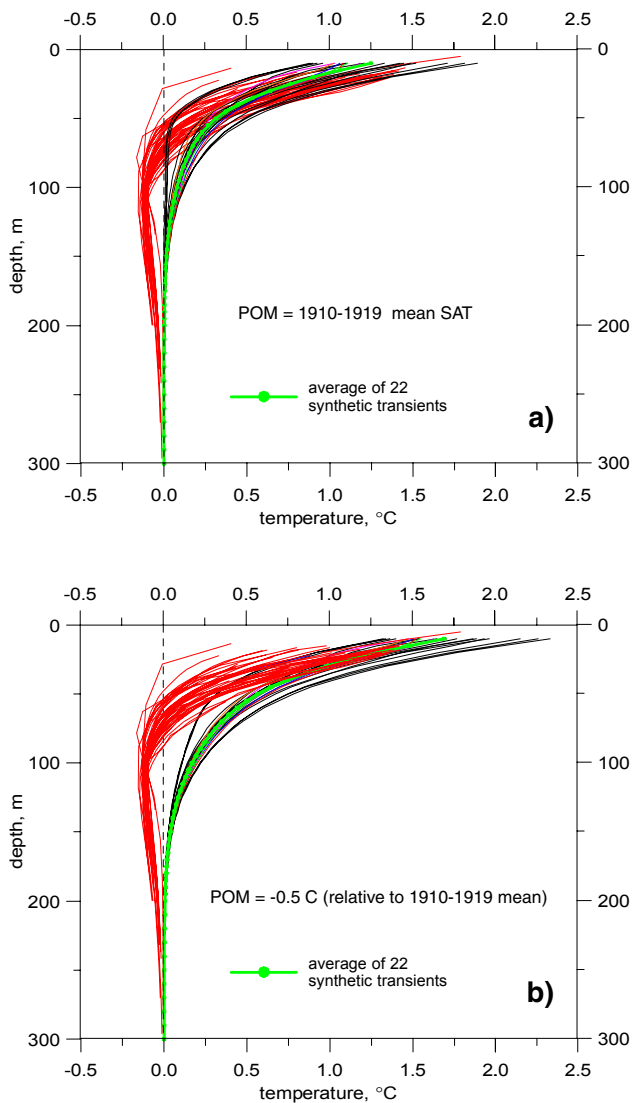 -0.5 0.0 0.5 1.0 1.5 2.0 2.5
0 0
100 100
200 200
300 300
depth, m
POM = 1910-1919 mean SAT
average of 22
synthetic transients
a)
-0.5 0.0 0.5 1.0 1.5 2.0 2.5
temperature, °C
-0.5 0.0 0.5 1.0 1.5 2.0 2.5
0 0
100 100
200 200
300 300
depth, m
POM = -0.5 C (relative to 1910-1919 mean)
average of 22
synthetic transients
b)
-0.5 0.0 0.5 1.0 1.5 2.0 2.5
temperature, °C